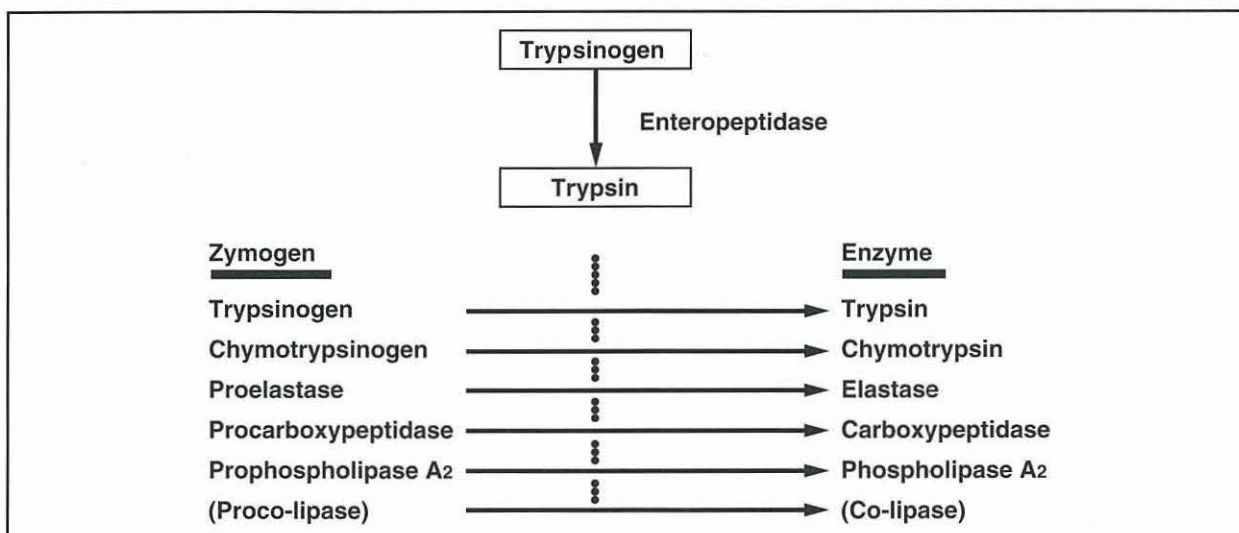 Trypsinogen
Enteropeptidase
Trypsin
Zymogen Enzyme
Trypsinogen Trypsin
Chymotrypsinogen Chymotrypsin
Proelastase Elastase
Procarboxypeptidase Carboxypeptidase
Prophospholipase A2 Phospholipase A2
(Proco-lipase) (Co-lipase)